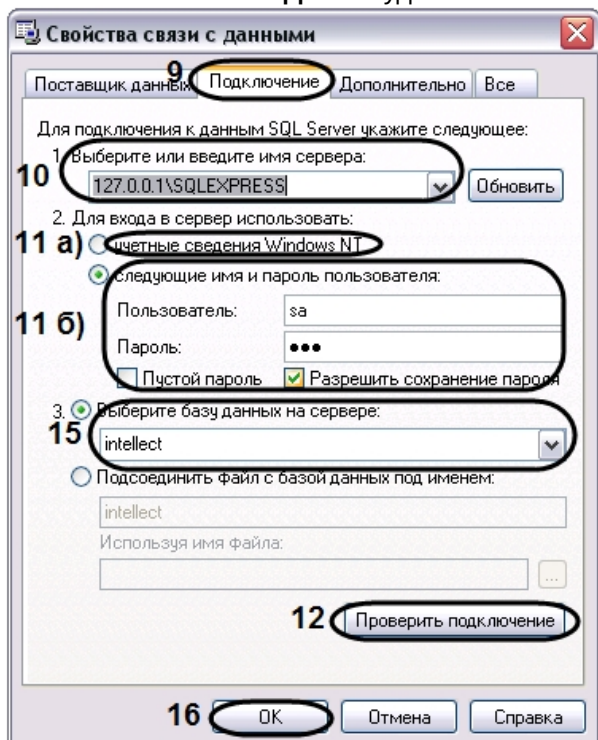 Свойства связи с данными
9
Поставщик данных Подключение Дополнительно Все
Для подключения к данным SQL Server укажите следующее:
1. Выберите или введите имя сервера:
10 127.0.0.1\SQLEXPRESS Обновить
2. Для входа в сервер использовать:
11 а) учетные сведения Windows NT
следующие имя и пароль пользователя:
Пользователь: sa
11 б)
Пароль: •••
Пустой пароль Разрешить сохранение пароля
3. Выберите базу данных на сервере:
15
intellect
Подсоединить файл с базой данных под именем:
intellect
Используя имя файла:
...
12 Проверить подключение
16 ОК Отмена Справка